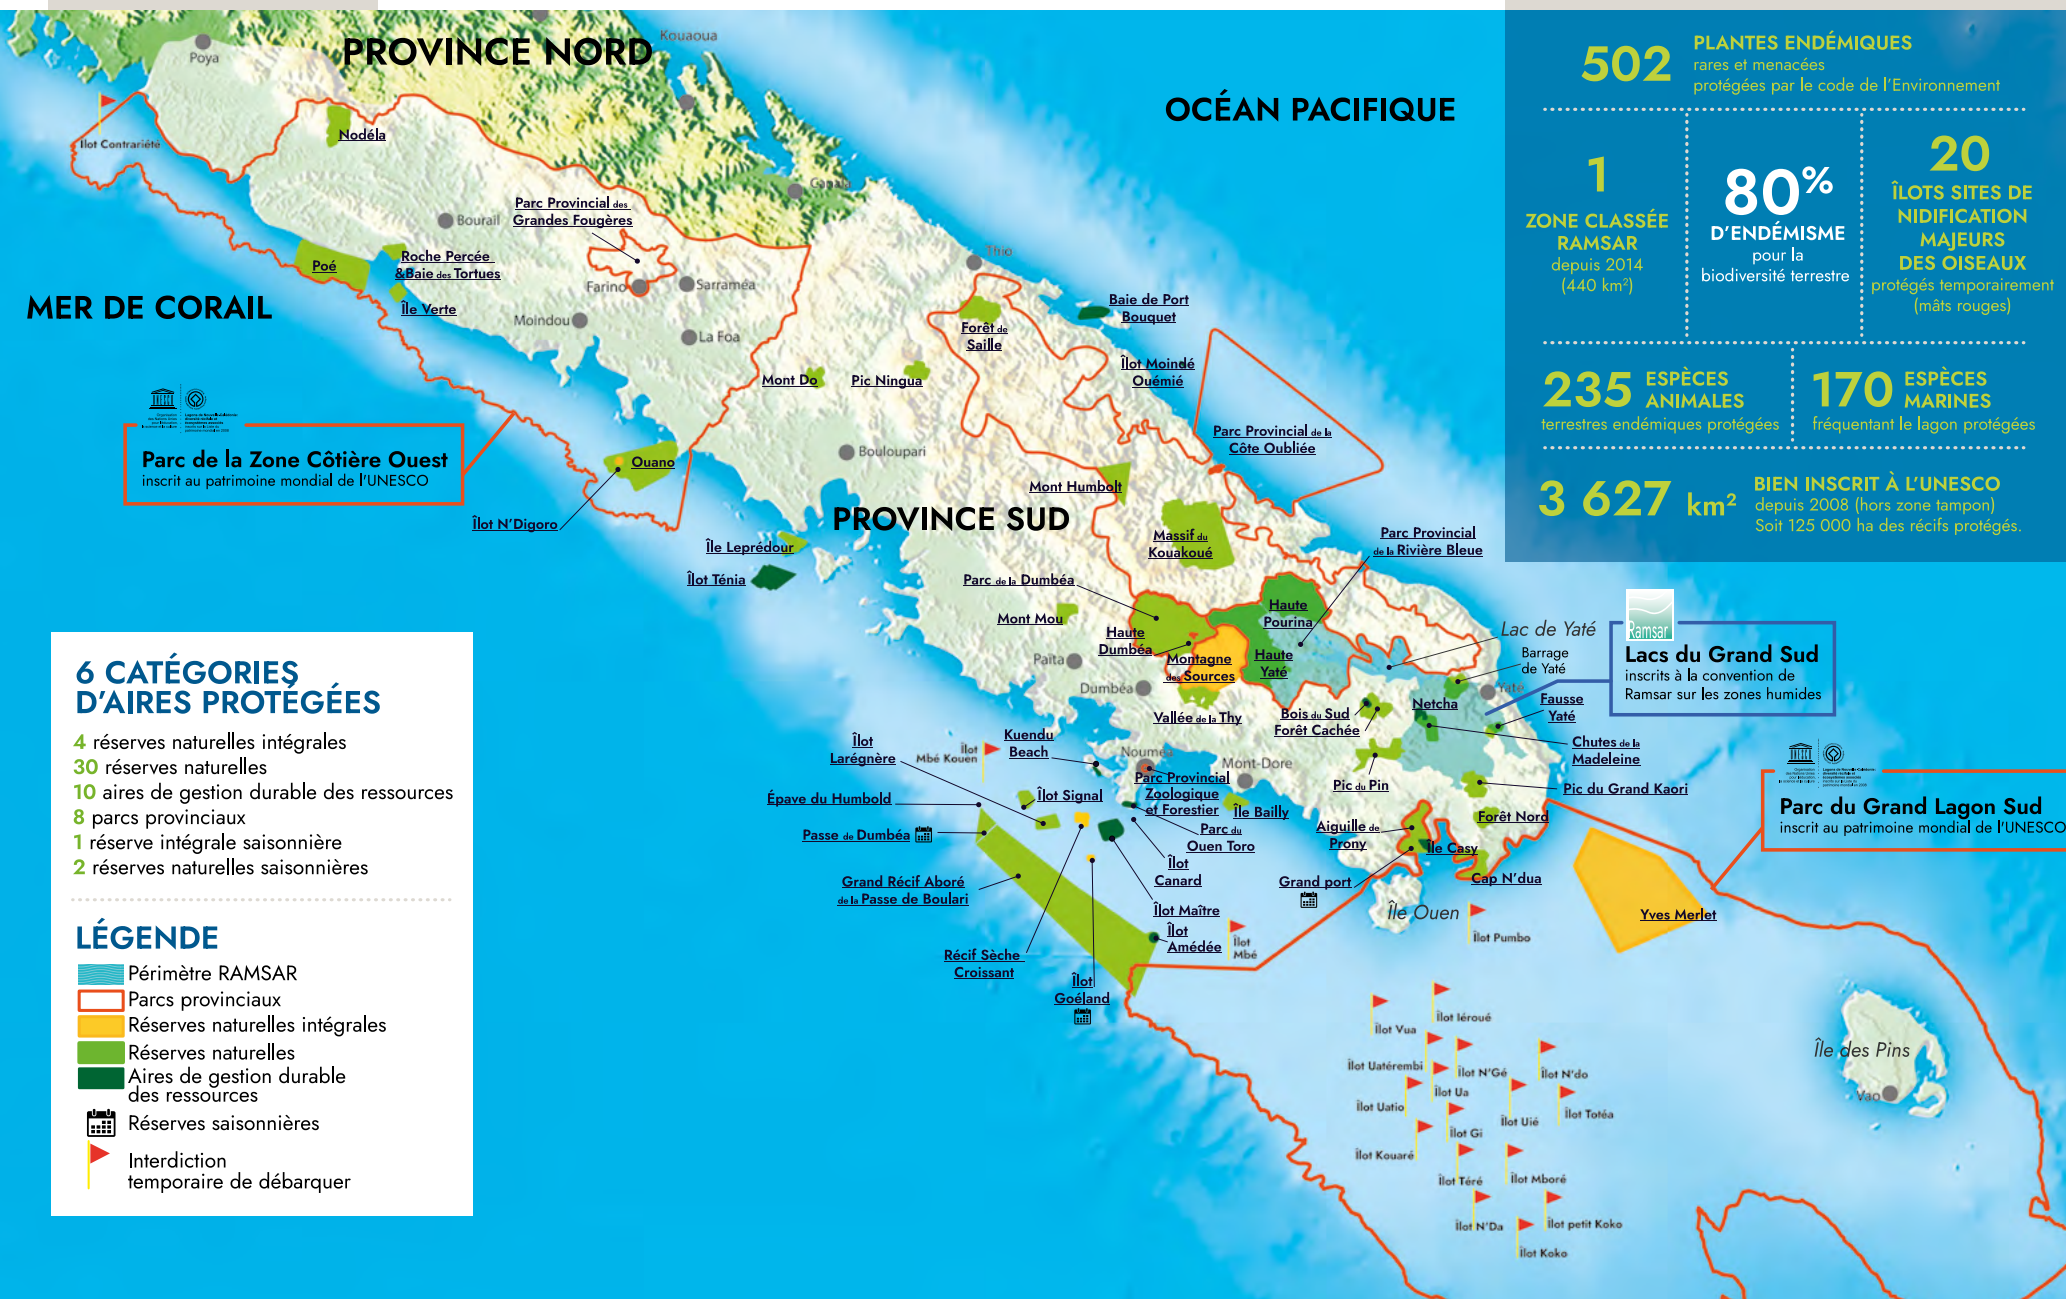 PROVINCE NORD
Kouaoua
Poya
OCÉAN PACIFIQUE
Îlot Contrariété
Nodéla
Canala
Parc Provincial des
Grandes Fougères
Bourail
Thio
Roche Percée
&Baie des Tortues
Poé
Farino
Sarraméa
MER DE CORAIL
Île Verte
Moindou
La Foa
Baie de Port
Bouquet
Forêt de
Saille
Îlot Moindé
Ouémié
Mont Do
Pic Ningua
Parc de la Zone Côtière Ouest
inscrit au patrimoine mondial de l'UNESCO
Parc Provincial de la
Côte Oubliée
Bouloupari
Ouano
Mont Humbolt
Îlot N'Digoro
PROVINCE SUD
Île Leprédour
Massif du
Kouakoué
Parc Provincial
de la Rivière Bleue
Îlot Ténia
Parc de la Dumbéa
Mont Mou
Haute
Pourina
Haute
Dumbéa
Lac de Yaté
Païta
Montagne
des Sources
Haute
Yaté
Barrage
de Yaté
Dumbéa
Yaté
Vallée de la Thy
Bois du Sud
Forêt Cachée
Netcha
Fausse
Yaté
Chutes de la
Madeleine
Îlot
Larégnère
Îlot
Mbé Kouen
Kuendu
Beach
Nouméa
Mont-Dore
Parc Provincial
Zoologique
et Forestier
Pic du Pin
Pic du Grand Kaori
Épave du Humbold
Îlot Signal
Île Bailly
Forêt Nord
Passe de Dumbéa
Parc du
Ouen Toro
Aiguille de
Prony
Île Casy
Îlot
Canard
Grand Récif Aboré
de la Passe de Boulari
Grand port
Cap N'dua
Îlot Maître
Île Ouen
Yves Merlet
Îlot
Amédée
Îlot
Mbé
Îlot Pumbo
Récif Sèche
Croissant
Îlot
Goéland
Îlot Vua
Îlot Iéroué
Îlot Uatérembi
Îlot N'Gé
Îlot N'do
Îlot Ua
Îlot Uatio
Îlot Uié
Îlot Totéa
Îlot Gi
Îlot Kouaré
Îlot Téré
Îlot Mboré
Îlot N'Da
Îlot petit Koko
Îlot Koko
Île des Pins
Vao
502
PLANTES ENDÉMIQUES
rares et menacées
protégées par le code de l'Environnement
1
ZONE CLASSÉE
RAMSAR
depuis 2014
(440 km²)
80%
D'ENDÉMISME
pour la
biodiversité terrestre
20
ÎLOTS SITES DE
NIDIFICATION
MAJEURS
DES OISEAUX
protégés temporairement
(mâts rouges)
235 ESPÈCES
ANIMALES
terrestres endémiques protégées
170 ESPÈCES
MARINES
fréquentant le lagon protégées
3 627 km²
BIEN INSCRIT À L'UNESCO
depuis 2008 (hors zone tampon)
Soit 125 000 ha des récifs protégés.
Ramsar
Lacs du Grand Sud
inscrits à la convention de
Ramsar sur les zones humides
Parc du Grand Lagon Sud
inscrit au patrimoine mondial de l'UNESCO
6 CATÉGORIES
D'AIRES PROTÉGÉES
4 réserves naturelles intégrales
30 réserves naturelles
10 aires de gestion durable des ressources
8 parcs provinciaux
1 réserve intégrale saisonnière
2 réserves naturelles saisonnières
LÉGENDE
Périmètre RAMSAR
Parcs provinciaux
Réserves naturelles intégrales
Réserves naturelles
Aires de gestion durable
des ressources
Réserves saisonnières
Interdiction
temporaire de débarquer